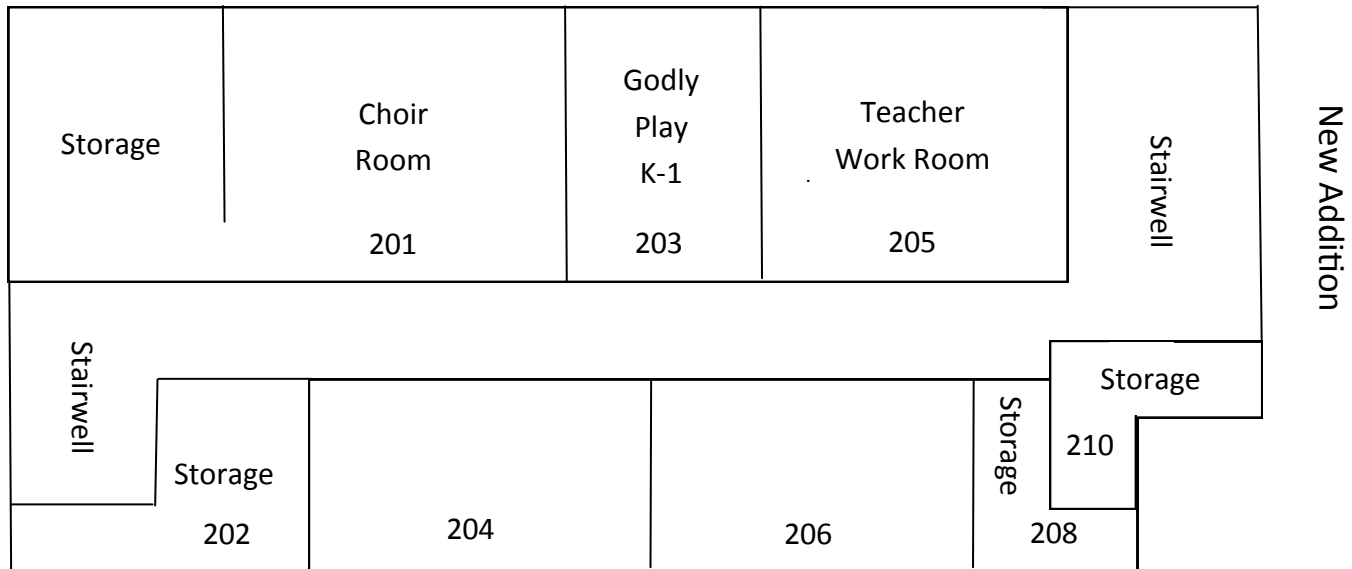 Storage
Choir
Room
201
Godly
Play
K-1
203
Teacher
Work Room
205
Stairwell
New Addition
Stairwell
Storage
202
204
206
Storage
208
Storage
210